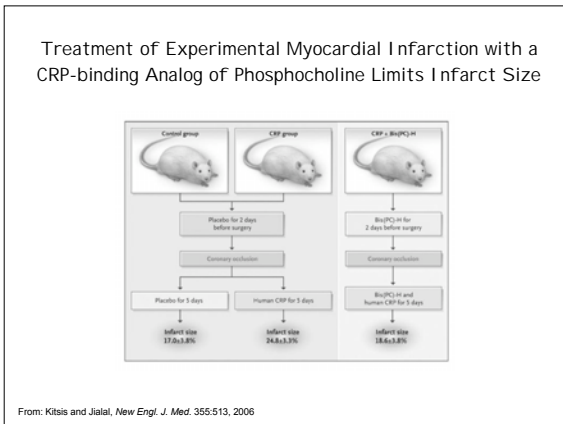 Treatment of Experimental Myocardial Infarction with a
CRP-binding Analog of Phosphocholine Limits Infarct Size
Control group
CRP group
CRP + Bis(PC)-H
Placebo for 2 days
before surgery
Bis(PC)-H for
2 days before surgery
Coronary occlusion
Coronary occlusion
Placebo for 5 days
Human CRP for 5 days
Bis(PC)-H and
human CRP for 5 days
Infarct size
17.0±3.8%
Infarct size
24.8±3.3%
Infarct size
18.6±3.8%
From: Kitsis and Jialal, New Engl. J. Med. 355:513, 2006